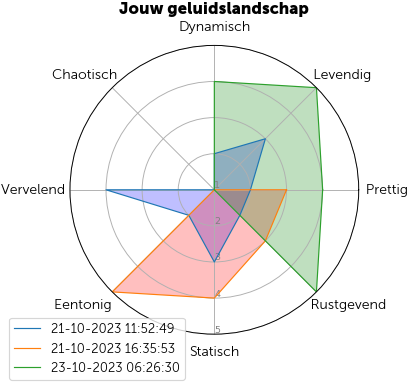 Jouw geluidslandschap
Dynamisch
Chaotisch
Levendig
Vervelend
Prettig
1
2
3
4
5
Eentonig
Rustgevend
Statisch
21-10-2023 11:52:49
21-10-2023 16:35:53
23-10-2023 06:26:30